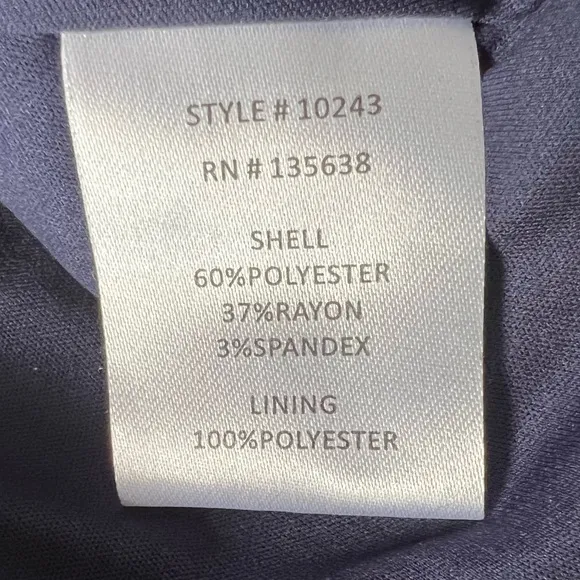 STYLE # 10243
RN # 135638
SHELL
60%POLYESTER
37%RAYON
3%SPANDEX
LINING
100%POLYESTER